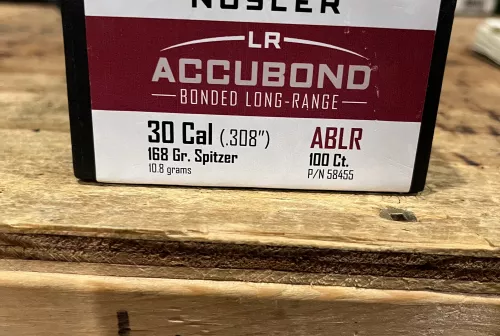 NOSLER
LR
ACCUBOND
BONDED LONG-RANGE
30 Cal (.308")
168 Gr. Spitzer
10.8 grams
ABLR
100 Ct.
P/N 58455